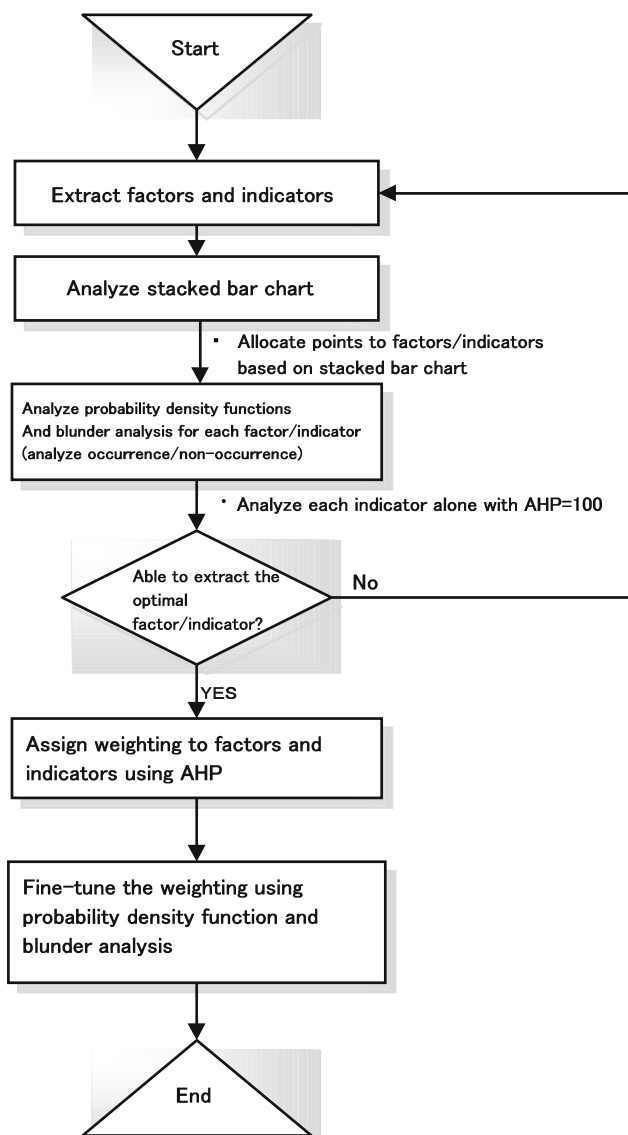 Start
Extract factors and indicators
Analyze stacked bar chart
▪ Allocate points to factors/indicators
based on stacked bar chart
Analyze probability density functions
And blunder analysis for each factor/indicator
(analyze occurrence/non-occurrence)
・ Analyze each indicator alone with AHP=100
Able to extract the
optimal
factor/indicator?
No
YES
Assign weighting to factors and
indicators using AHP
Fine-tune the weighting using
probability density function and
blunder analysis
End